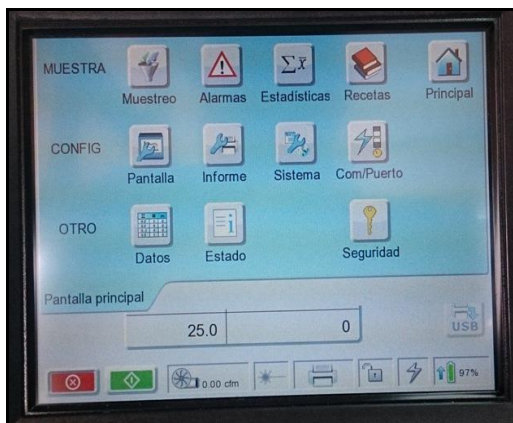 MUESTRA
Muestreo Alarmas Estadísticas Recetas Principal
CONFIG
Pantalla Informe Sistema Com/Puerto
OTRO
Datos Estado Seguridad
Pantalla principal
25.0 0
USB
0.00 cfm 97%